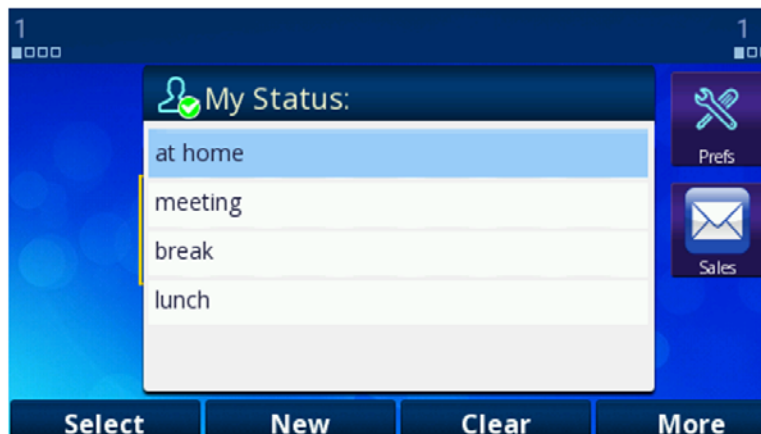 1 1
My Status:
at home
Prefs
meeting
break
Sales
lunch
Select New Clear More